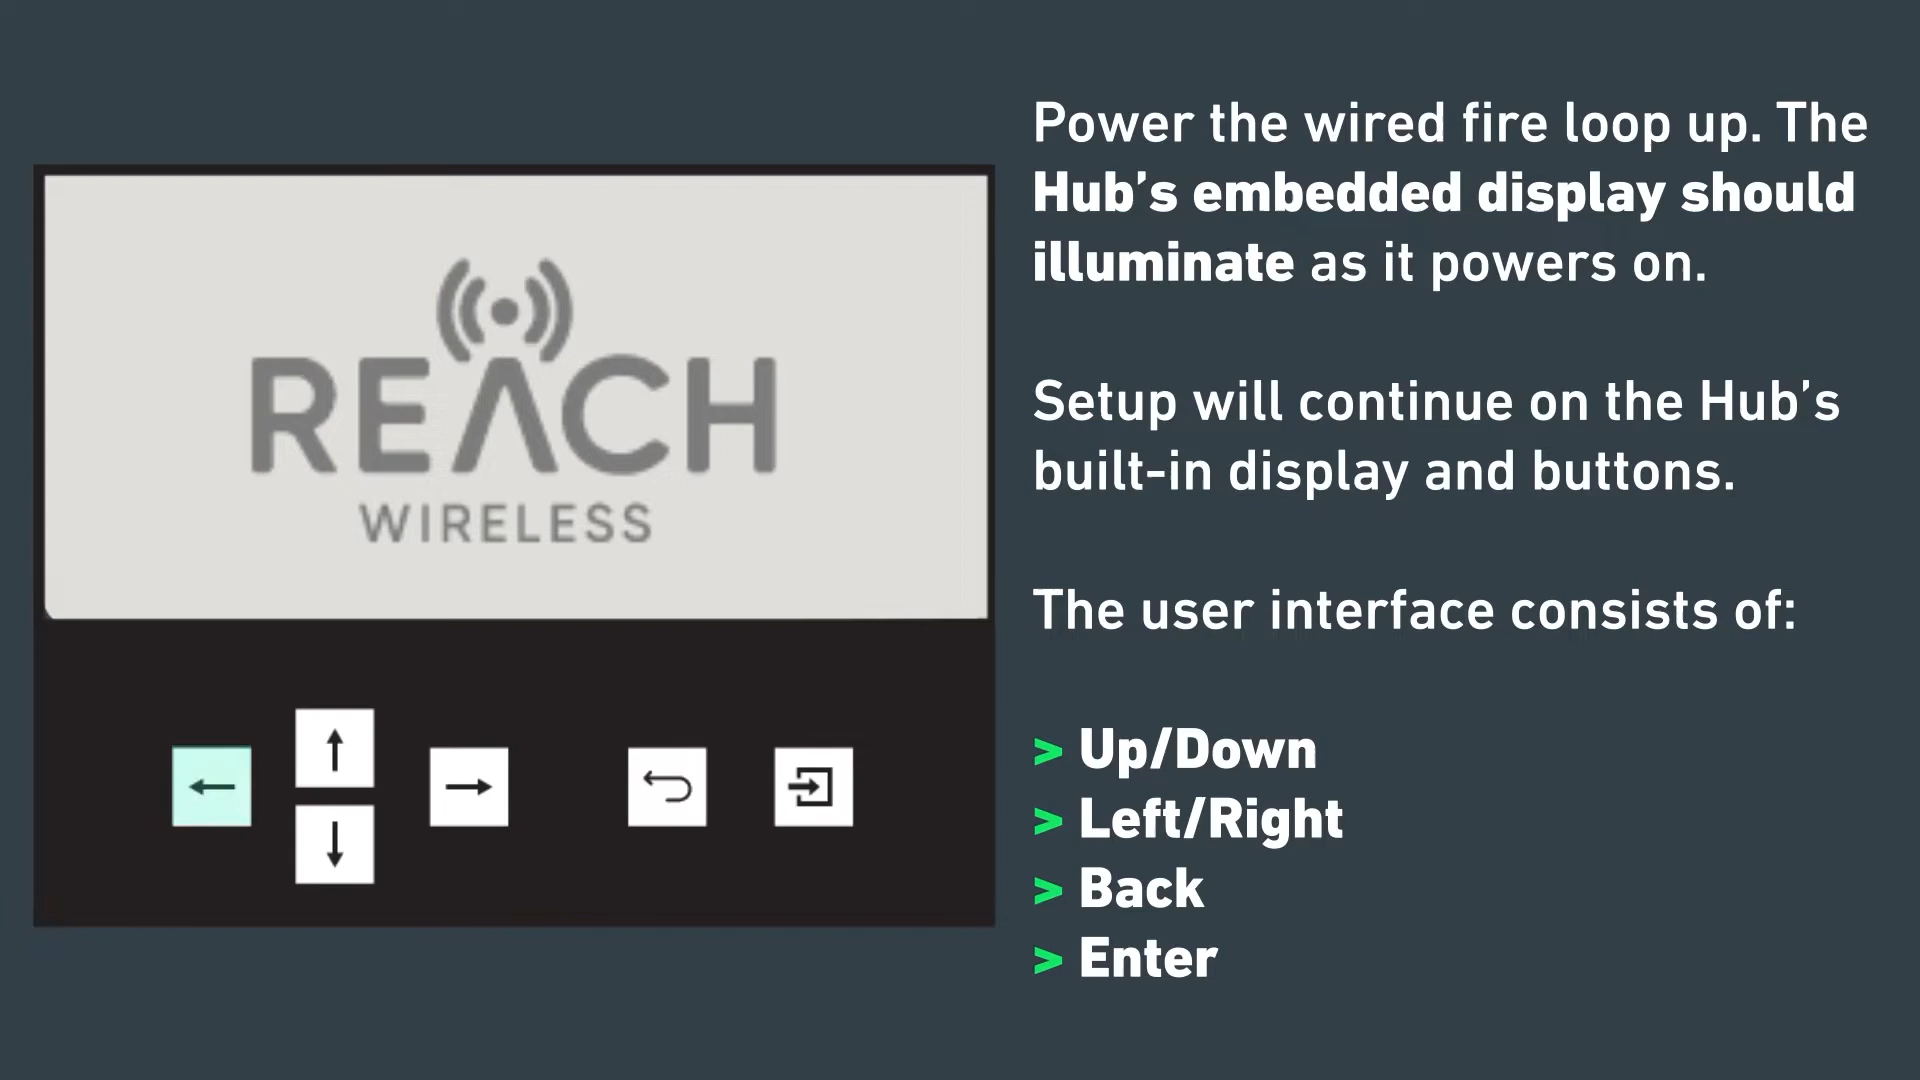 REACH
WIRELESS
Power the wired fire loop up. The
Hub’s embedded display should
illuminate as it powers on.
Setup will continue on the Hub’s
built-in display and buttons.
The user interface consists of:
> Up/Down
> Left/Right
> Back
> Enter